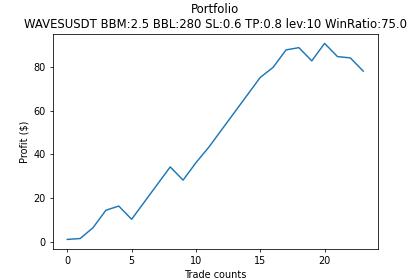 Portfolio
WAVESUSDT BBM:2.5 BBL:280 SL:0.6 TP:0.8 lev:10 WinRatio:75.0
80
60
40
20
0
Profit ($)
0 5 10 15 20
Trade counts